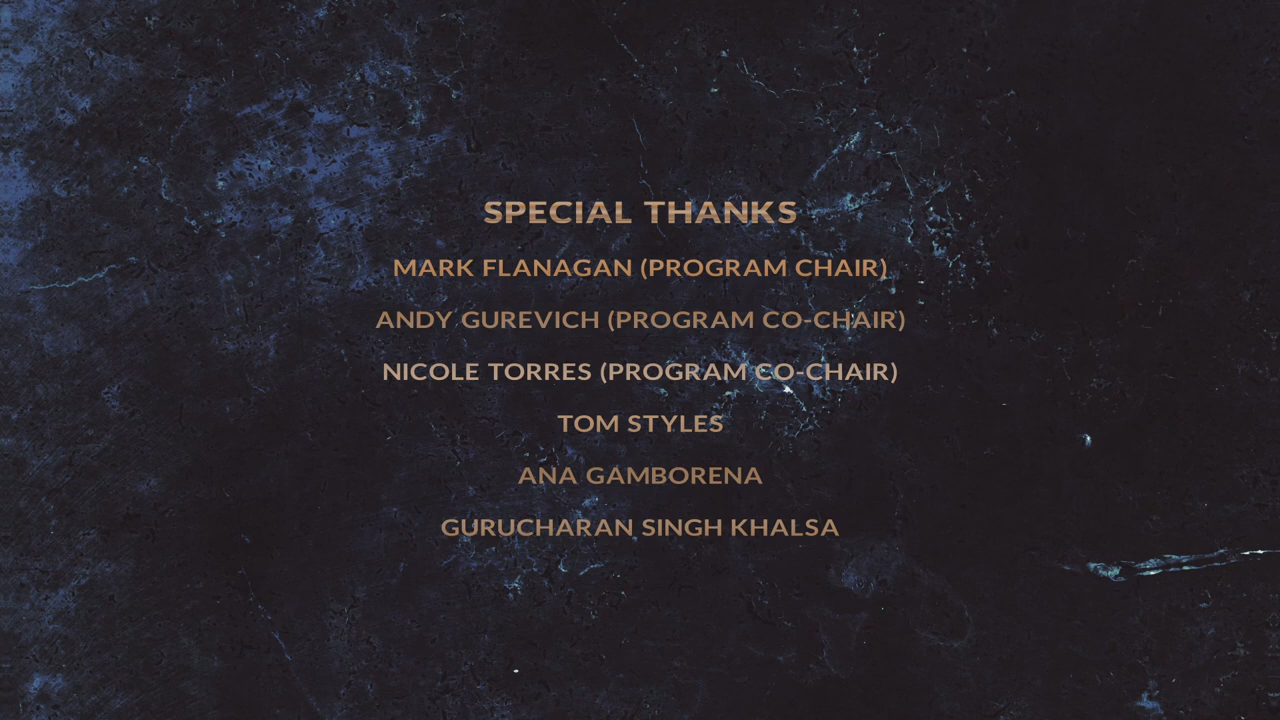 SPECIAL THANKS
MARK FLANAGAN (PROGRAM CHAIR)
ANDY GUREVICH (PROGRAM CO-CHAIR)
NICOLE TORRES (PROGRAM CO-CHAIR)
TOM STYLES
ANA GAMBORENA
GURUCHARAN SINGH KHALSA